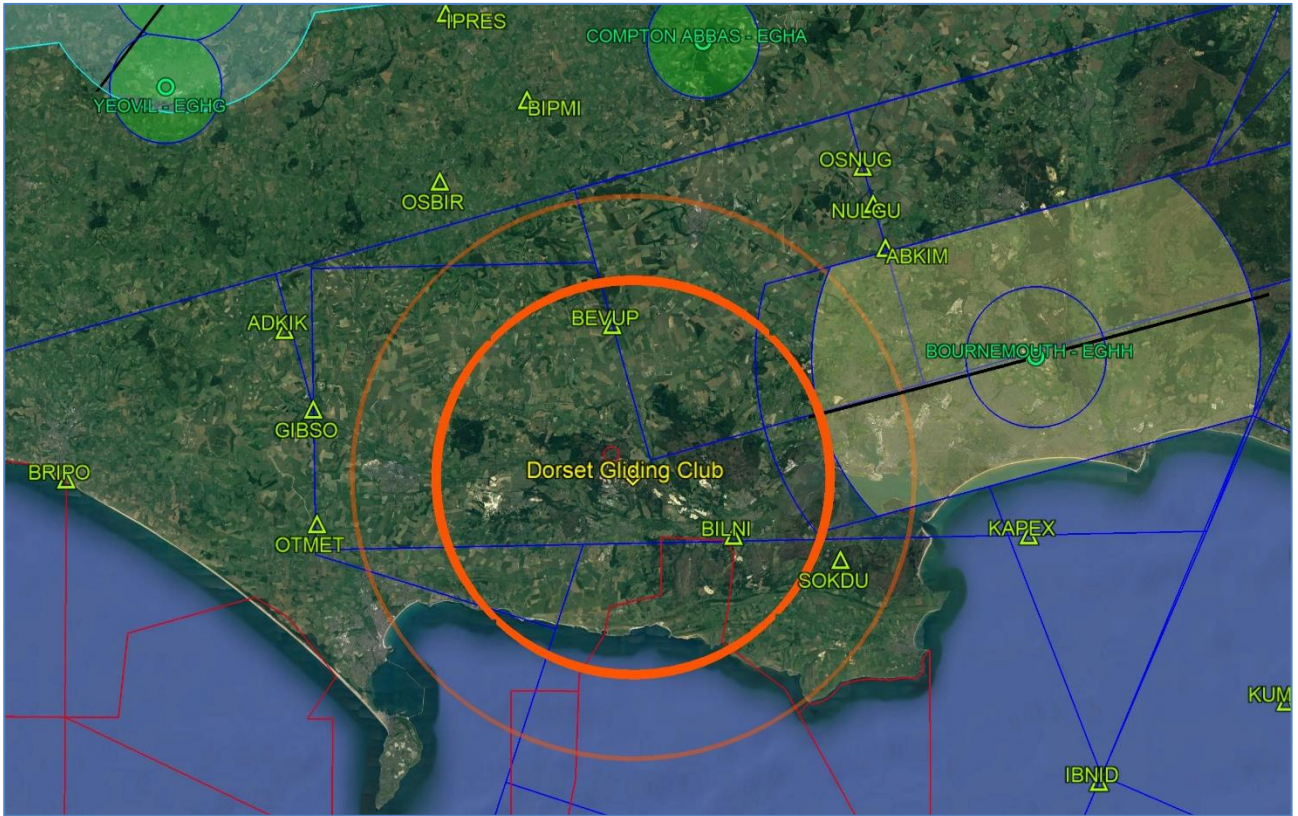 IPRES
COMPTON ABBAS - EGHA
YEOVIL - EGHG
BIPMI
OSNUG
OSBIR
NULGU
ABKIM
ADKIK
BEVUP
BOURNEMOUTH - EGHH
GIBSO
BRIPO
Dorset Gliding Club
OTMET
BILNI
KAPEX
SOKDU
KUM
IBNID